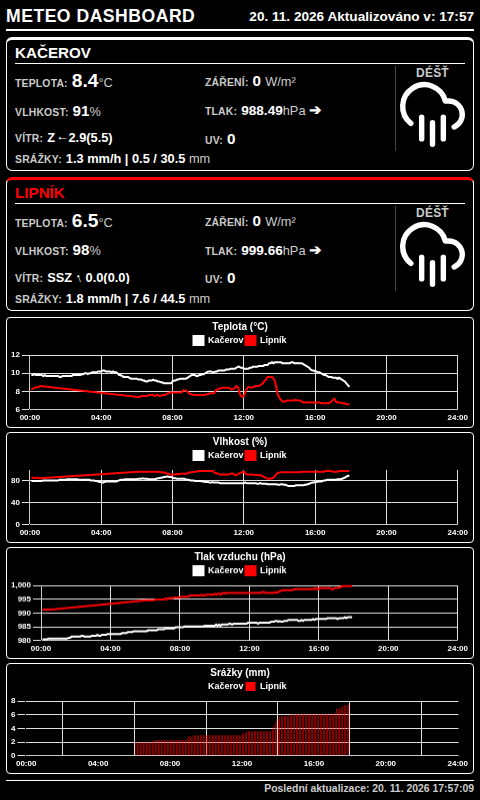 METEO DASHBOARD
20. 11. 2026 Aktualizováno v: 17:57
KAČEROV
TEPLOTA: 8.4°C
ZÁŘENÍ: 0 W/m²
DÉŠŤ
VLHKOST: 91%
TLAK: 988.49hPa ➔
VÍTR: Z ←2.9(5.5)
UV: 0
SRÁŽKY: 1.3 mm/h | 0.5 / 30.5 mm
LIPNÍK
TEPLOTA: 6.5°C
ZÁŘENÍ: 0 W/m²
DÉŠŤ
VLHKOST: 98%
TLAK: 999.66hPa ➔
VÍTR: SSZ ↖ 0.0(0.0)
UV: 0
SRÁŽKY: 1.8 mm/h | 7.6 / 44.5 mm
Teplota (°C)
Kačerov Lipník
12
10
8
6
00:00 04:00 08:00 12:00 16:00 20:00 24:00
Vlhkost (%)
Kačerov Lipník
80
40
0
00:00 04:00 08:00 12:00 16:00 20:00 24:00
Tlak vzduchu (hPa)
Kačerov Lipník
1,000
995
990
985
980
00:00 04:00 08:00 12:00 16:00 20:00 24:00
Srážky (mm)
Kačerov Lipník
8
6
4
2
0
00:00 04:00 08:00 12:00 16:00 20:00 24:00
Poslední aktualizace: 20. 11. 2026 17:57:09